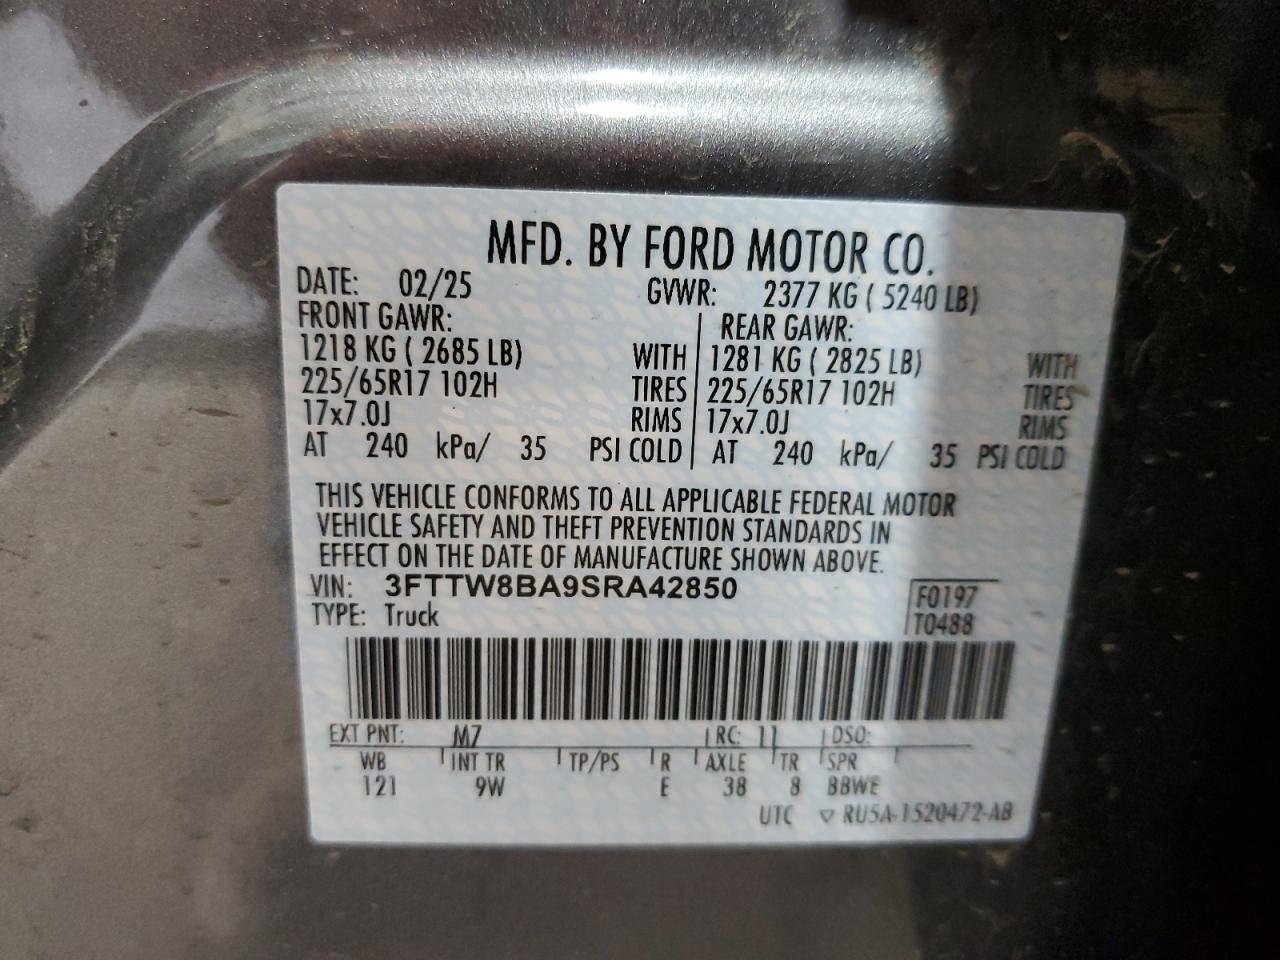 MFD. BY FORD MOTOR CO.
DATE: 02/25 GVWR: 2377 KG ( 5240 LB)
FRONT GAWR: REAR GAWR:
1218 KG ( 2685 LB) WITH 1281 KG ( 2825 LB) WITH
225/65R17 102H TIRES 225/65R17 102H TIRES
17x7.0J RIMS 17x7.0J RIMS
AT 240 kPa/ 35 PSI COLD AT 240 kPa/ 35 PSI COLD
THIS VEHICLE CONFORMS TO ALL APPLICABLE FEDERAL MOTOR
VEHICLE SAFETY AND THEFT PREVENTION STANDARDS IN
EFFECT ON THE DATE OF MANUFACTURE SHOWN ABOVE.
VIN: 3FTTW8BA9SRA42850 F0197
TYPE: Truck T0488
EXT PNT: M7 RC: 11 DSO:
WB INT TR TP/PS R AXLE TR SPR
121 9W E 38 8 BBWE
UTC ▽ RU5A-1520472-AB